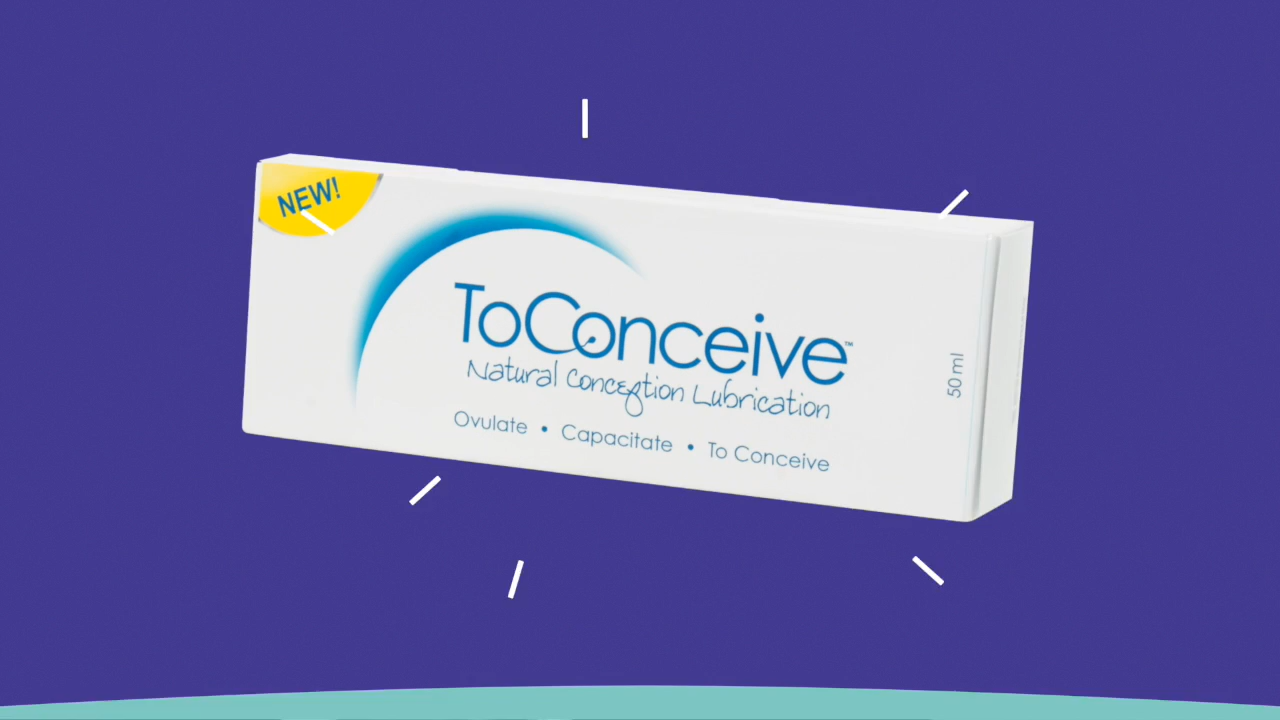 NEW!
ToConceive™
Natural Conception Lubrication
Ovulate • Capacitate • To Conceive
50 ml